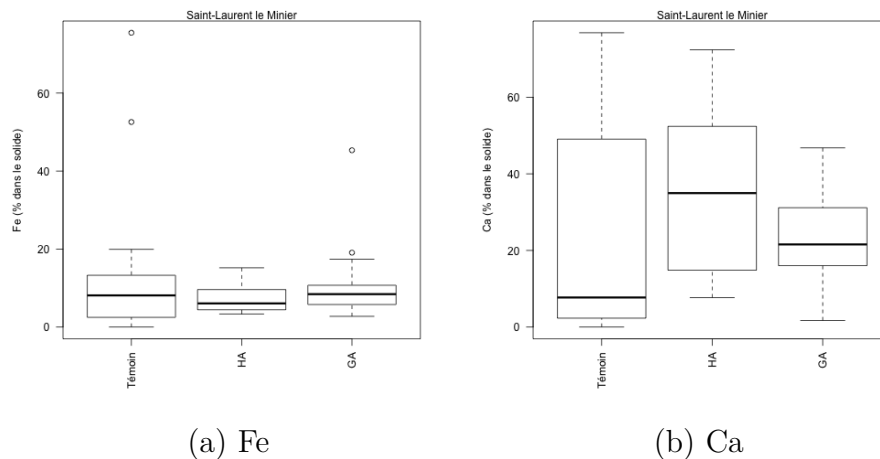 Saint-Laurent le Minier
Fe (% dans le solide)
60
40
20
0
Témoin
HA
GA
(a) Fe
Saint-Laurent le Minier
Ca (% dans le solide)
60
40
20
0
Témoin
HA
GA
(b) Ca